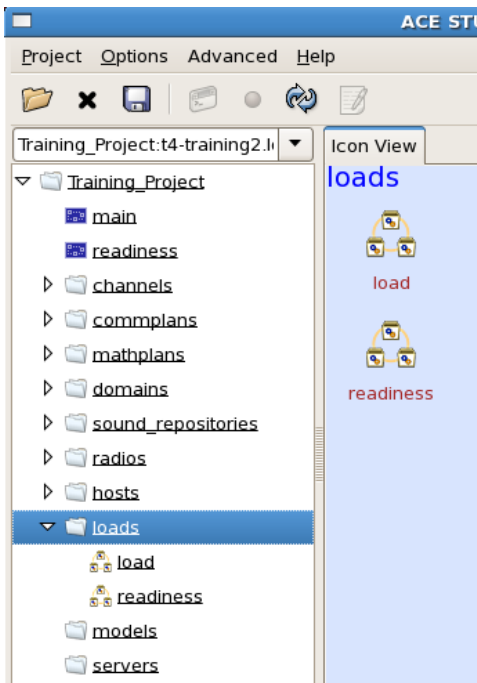 ACE STU
Project Options Advanced Help
Training_Project:t4-training2.l
Icon View
Training_Project
main
readiness
channels
commplans
mathplans
domains
sound_repositories
radios
hosts
loads
load
readiness
models
servers
loads
load
readiness